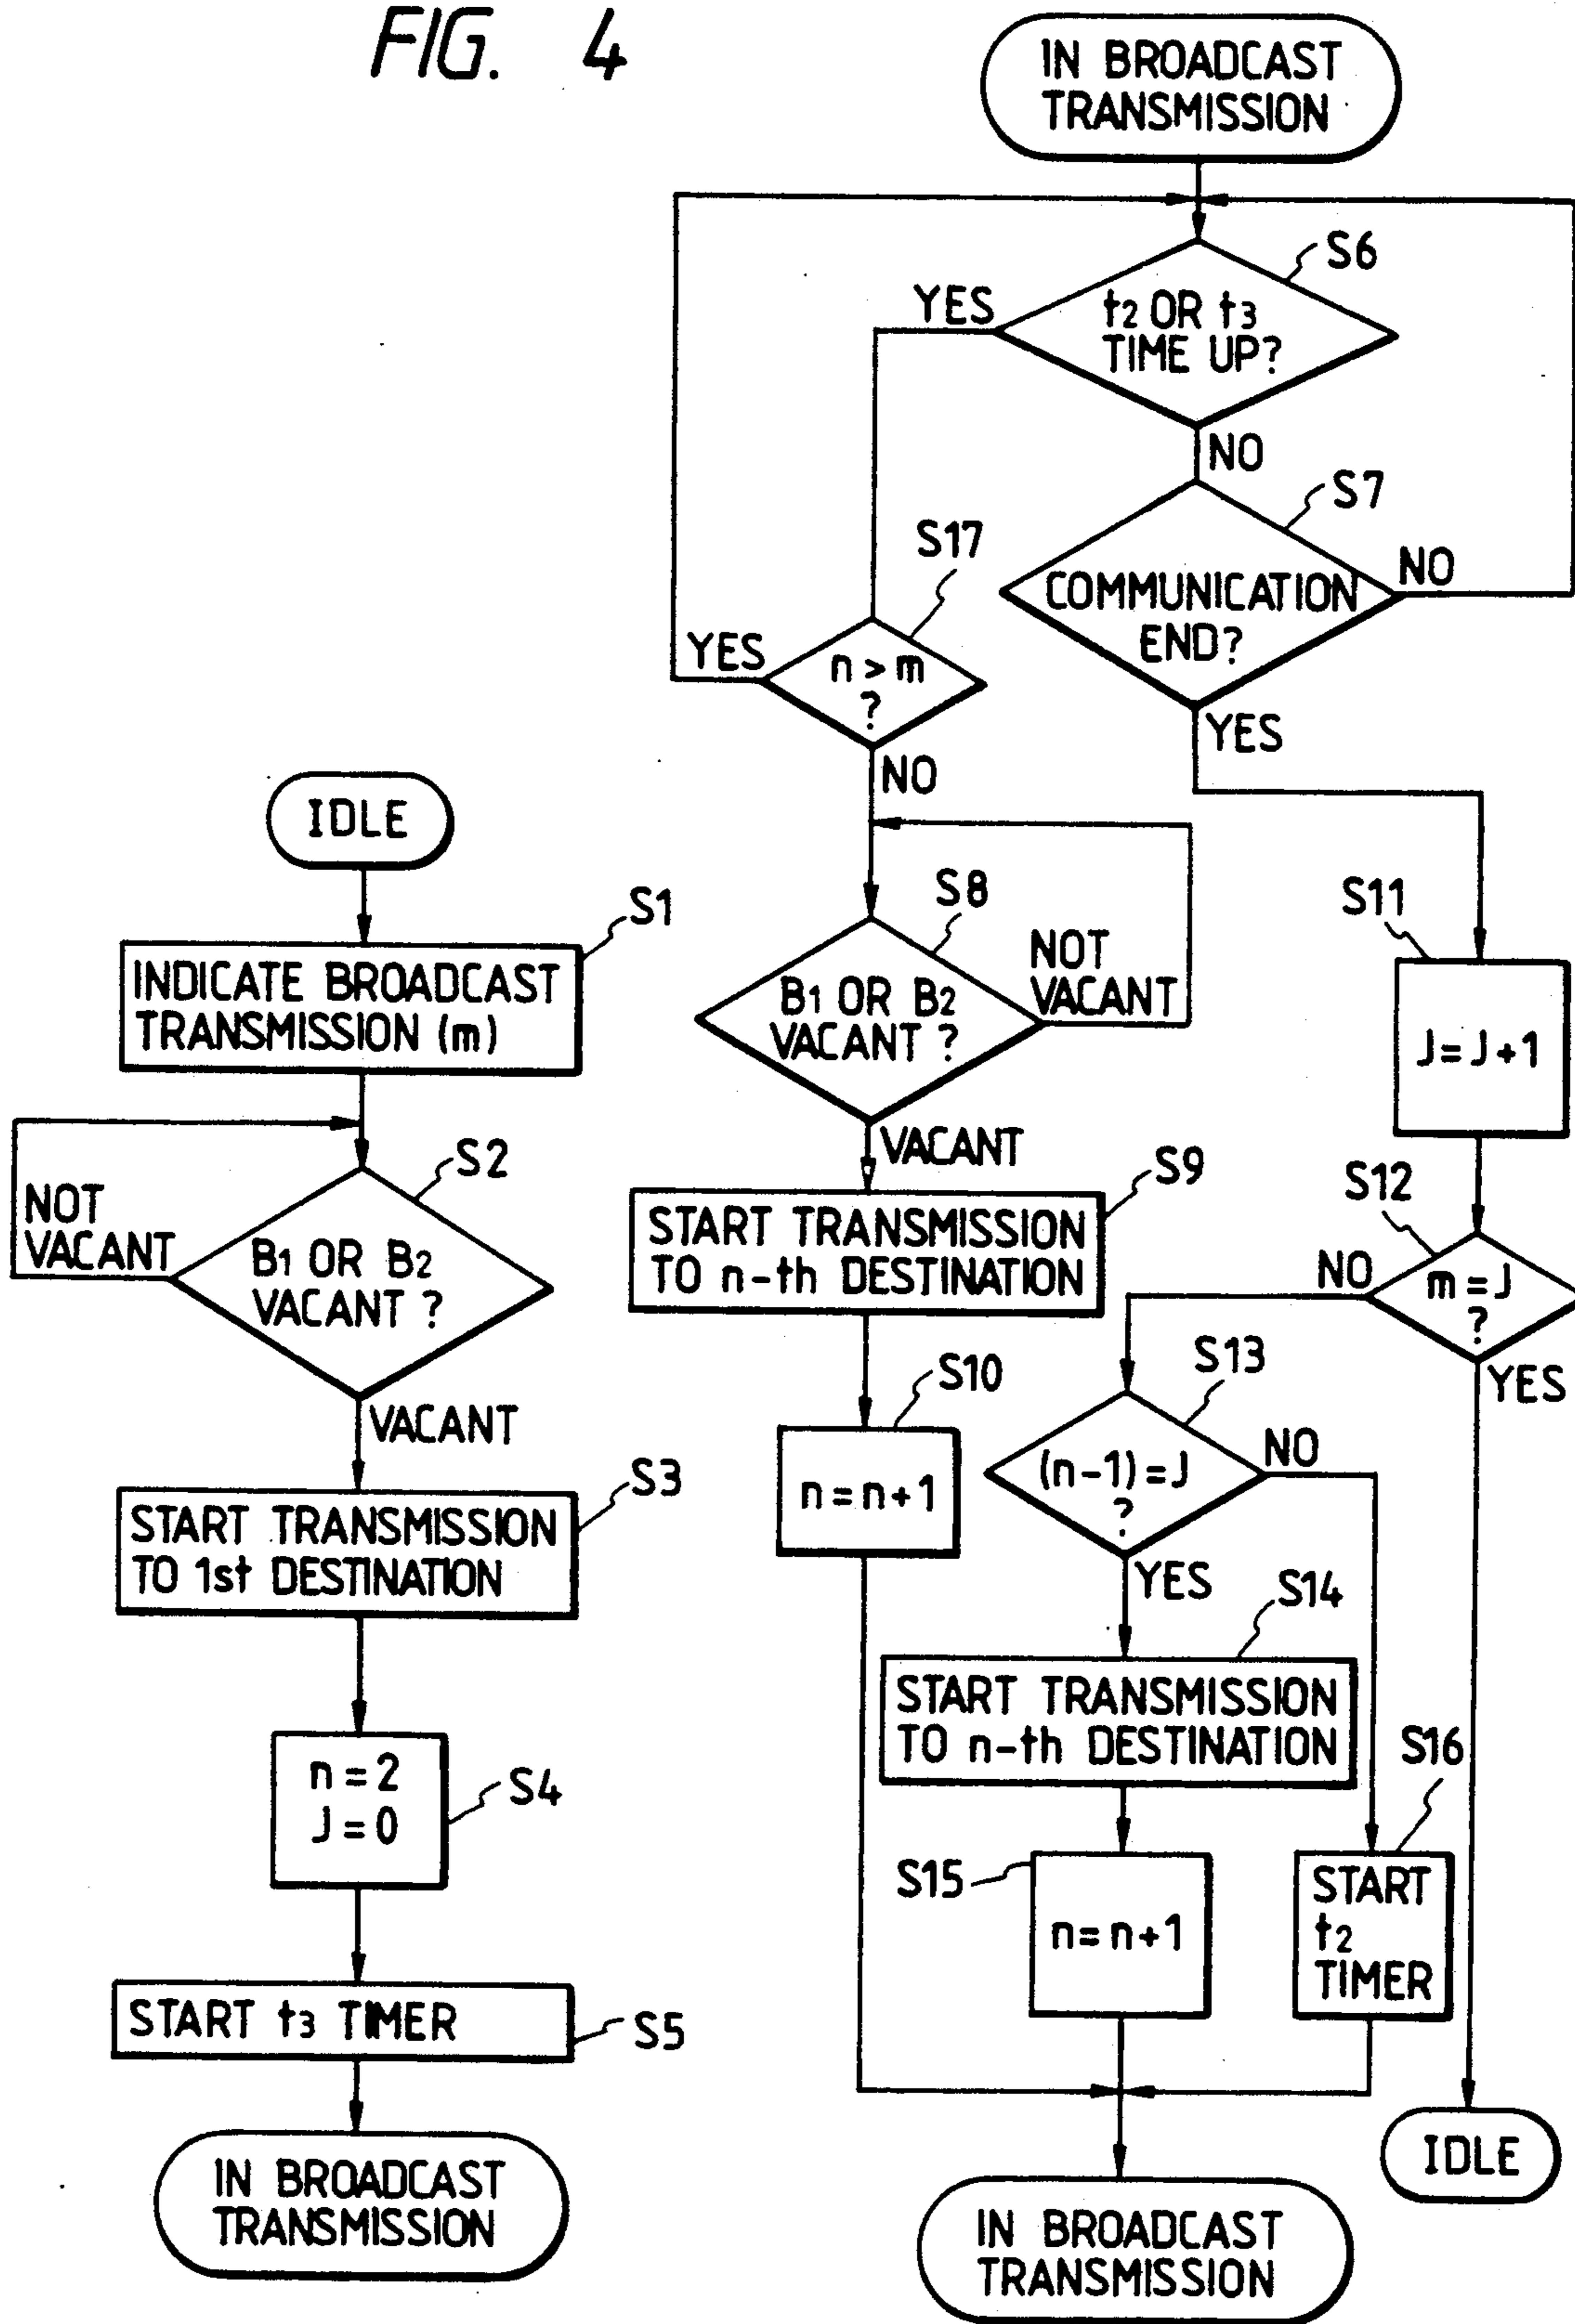 FIG. 4
IDLE
S1
INDICATE BROADCAST
TRANSMISSION (m)
S2
NOT
VACANT
B1 OR B2
VACANT ?
VACANT
S3
START TRANSMISSION
TO 1st DESTINATION
n = 2
J = 0
S4
START t3 TIMER
S5
IN BROADCAST
TRANSMISSION
IN BROADCAST
TRANSMISSION
S6
YES
t2 OR t3
TIME UP?
NO
S7
COMMUNICATION
END?
NO
YES
S17
YES
n > m
?
NO
S8
B1 OR B2
VACANT ?
NOT
VACANT
VACANT
S9
START TRANSMISSION
TO n-th DESTINATION
S10
n = n+1
S11
J = J+1
S12
NO
m = J
?
YES
S13
(n-1) = J
?
NO
YES
S14
START TRANSMISSION
TO n-th DESTINATION
S15
n = n+1
S16
START
t2
TIMER
IDLE
IN BROADCAST
TRANSMISSION